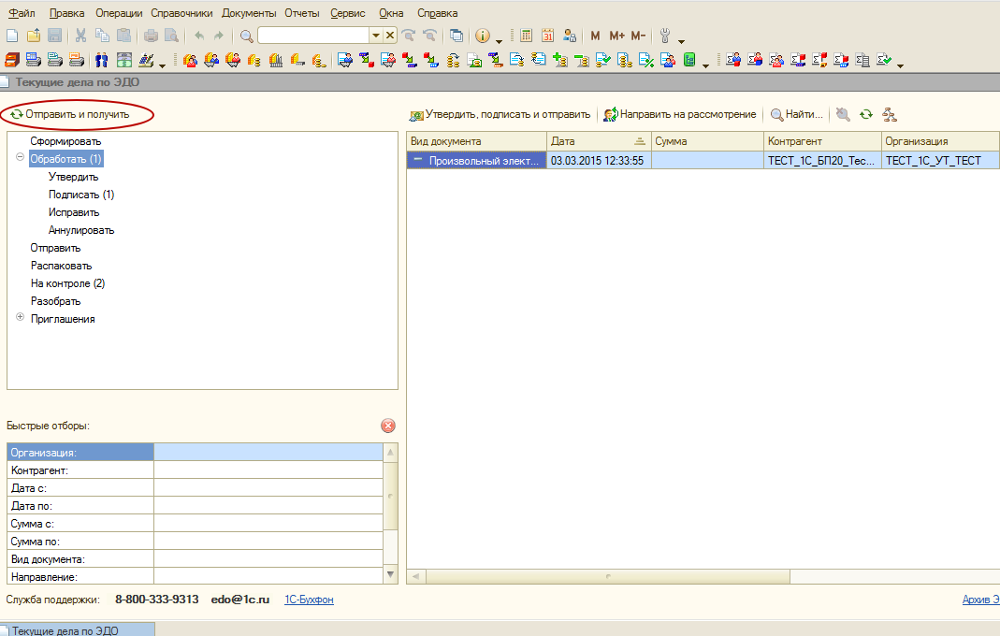 Файл Правка Операции Справочники Документы Отчеты Сервис Окна Справка
M M+ M-
Текущие дела по ЭДО
Отправить и получить
Утвердить, подписать и отправить Направить на рассмотрение Найти...
Сформировать
Обработать (1)
Утвердить
Подписать (1)
Исправить
Аннулировать
Отправить
Распаковать
На контроле (2)
Разобрать
Приглашения
Вид документа Дата Сумма Контрагент Организация
Произвольный элект... 03.03.2015 12:33:55 ТЕСТ_1С_БП20_Тес... ТЕСТ_1С_УТ_ТЕСТ
Быстрые отборы:
Организация:
Контрагент:
Дата с:
Дата по:
Сумма с:
Сумма по:
Вид документа:
Направление:
Служба поддержки: 8-800-333-9313 edo@1c.ru 1С-Бухфон Архив Э
Текущие дела по ЭДО